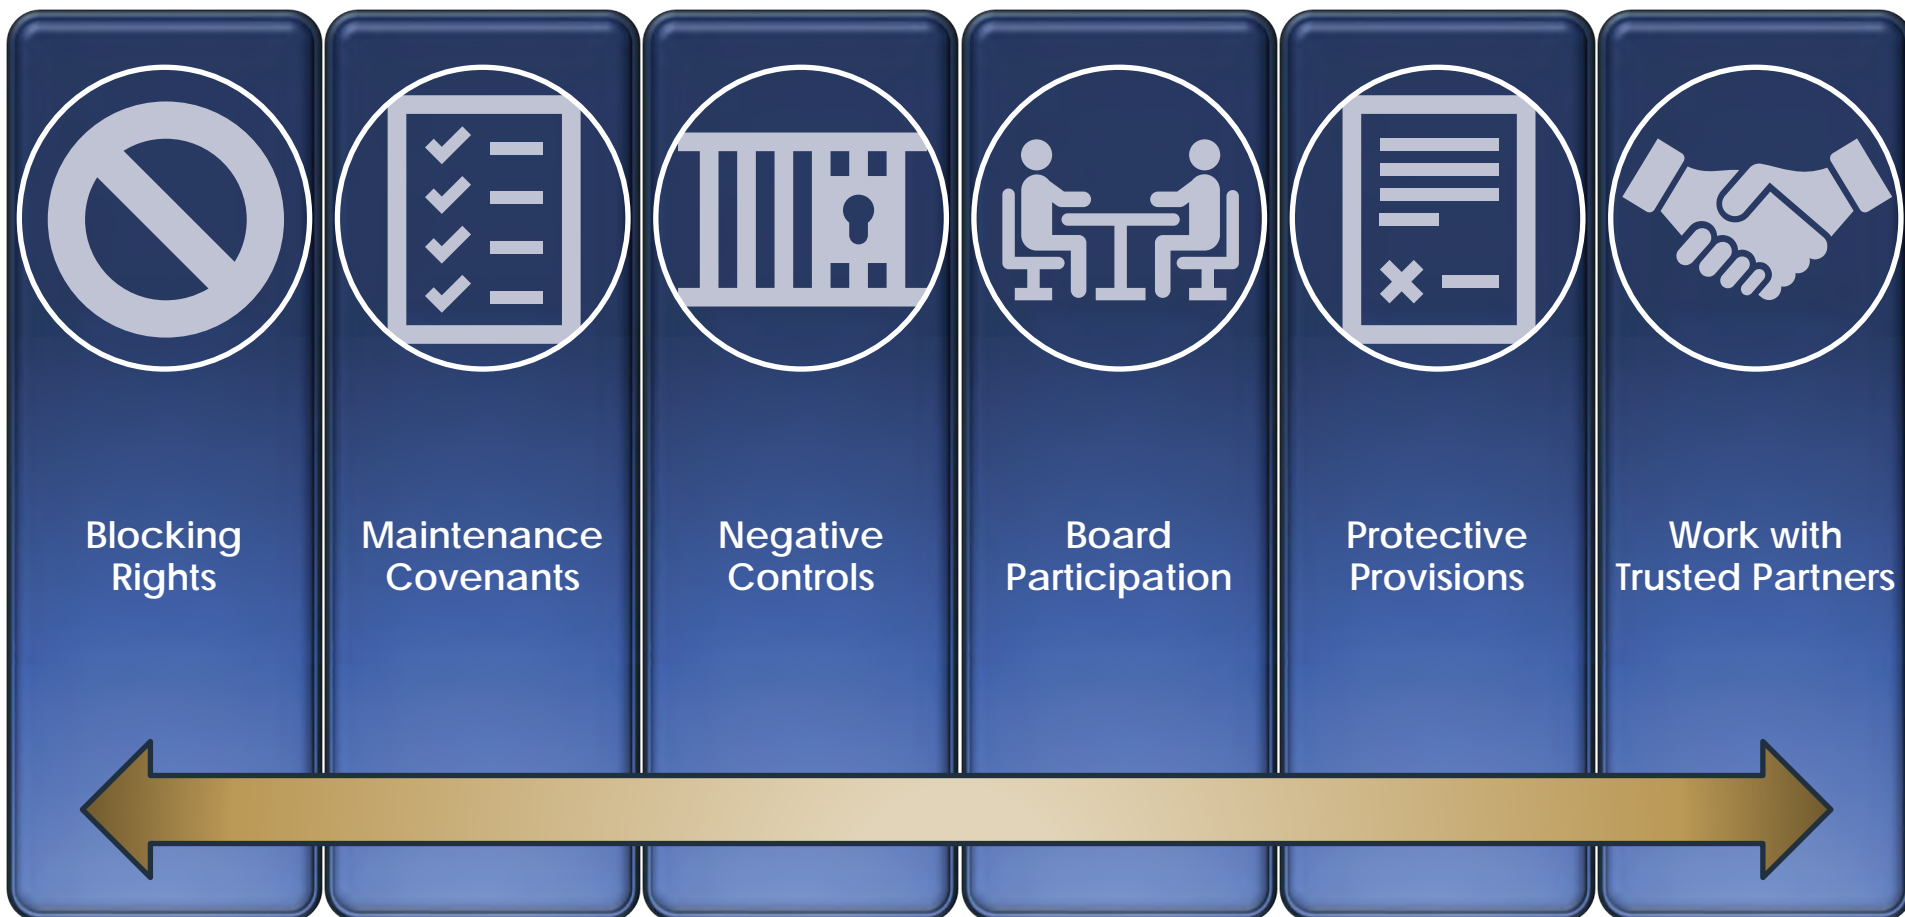 Blocking
Rights
Maintenance
Covenants
Negative
Controls
Board
Participation
Protective
Provisions
Work with
Trusted Partners